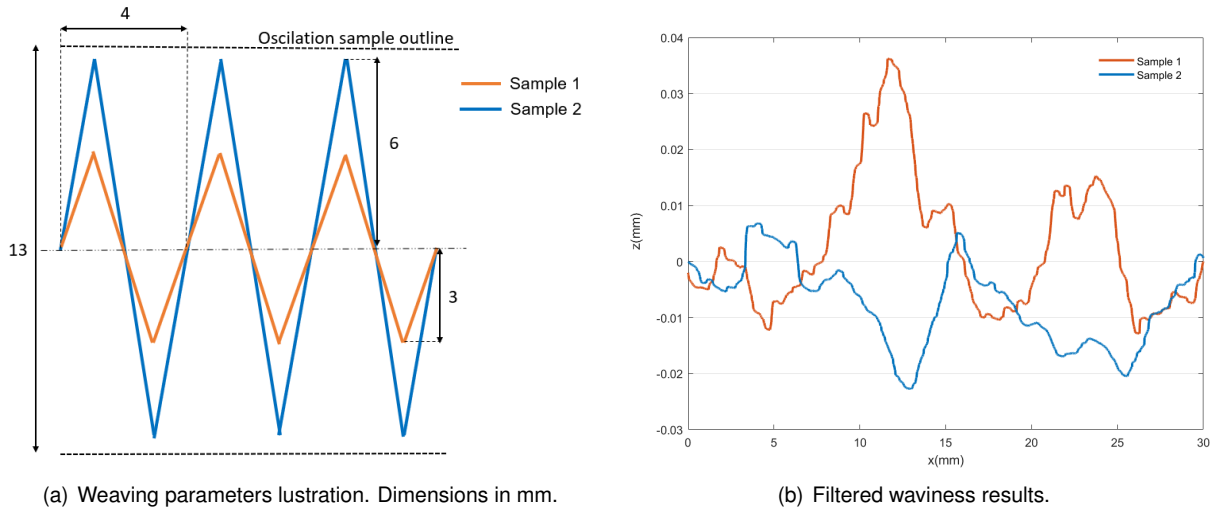 4
Oscilation sample outline
Sample 1
Sample 2
6
13
3
(a) Weaving parameters lustration. Dimensions in mm.
0.04
0.03
0.02
0.01
0
-0.01
-0.02
-0.03
z(mm)
Sample 1
Sample 2
0
5
10
15
20
25
30
x(mm)
(b) Filtered waviness results.